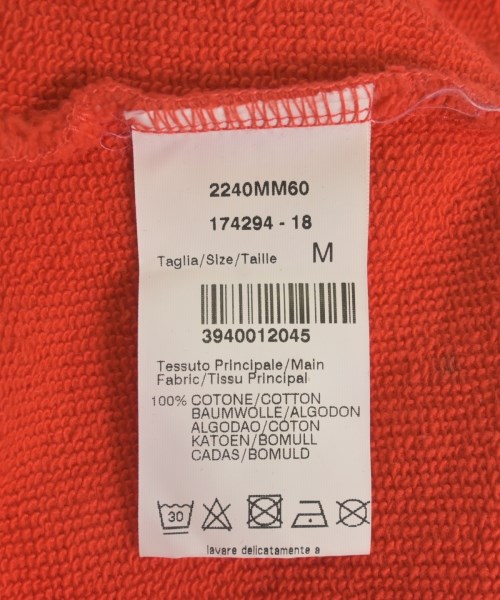 2240MM60
174294 - 18
Taglia/Size/Taille M
3940012045
Tessuto Principale/Main
Fabric/Tissu Principal
100% COTONE/COTTON
BAUMWOLLE/ALGODON
ALGODAO/COTON
KATOEN/BOMULL
CADAS/BOMULD
30
lavare delicatamente a